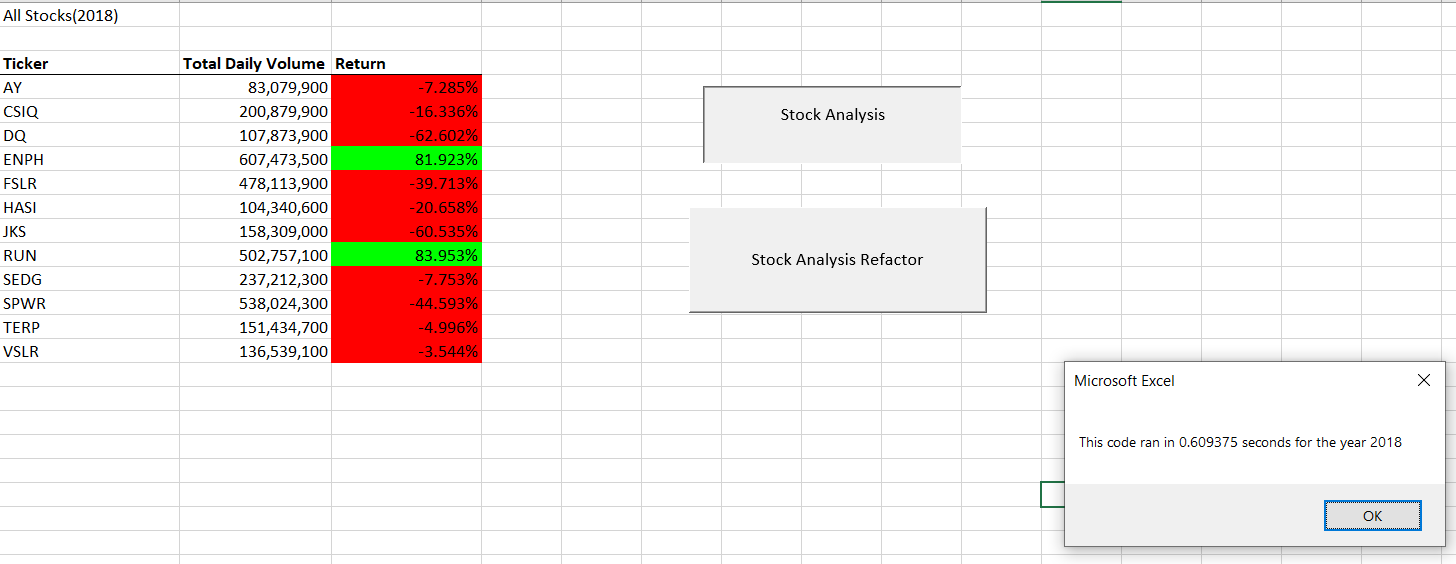 All Stocks(2018)
Ticker Total Daily Volume Return
AY 83,079,900 -7.285%
CSIQ 200,879,900 -16.336%
DQ 107,873,900 -62.602%
ENPH 607,473,500 81.923%
FSLR 478,113,900 -39.713%
HASI 104,340,600 -20.658%
JKS 158,309,000 -60.535%
RUN 502,757,100 83.953%
SEDG 237,212,300 -7.753%
SPWR 538,024,300 -44.593%
TERP 151,434,700 -4.996%
VSLR 136,539,100 -3.544%
Stock Analysis
Stock Analysis Refactor
Microsoft Excel
This code ran in 0.609375 seconds for the year 2018
OK